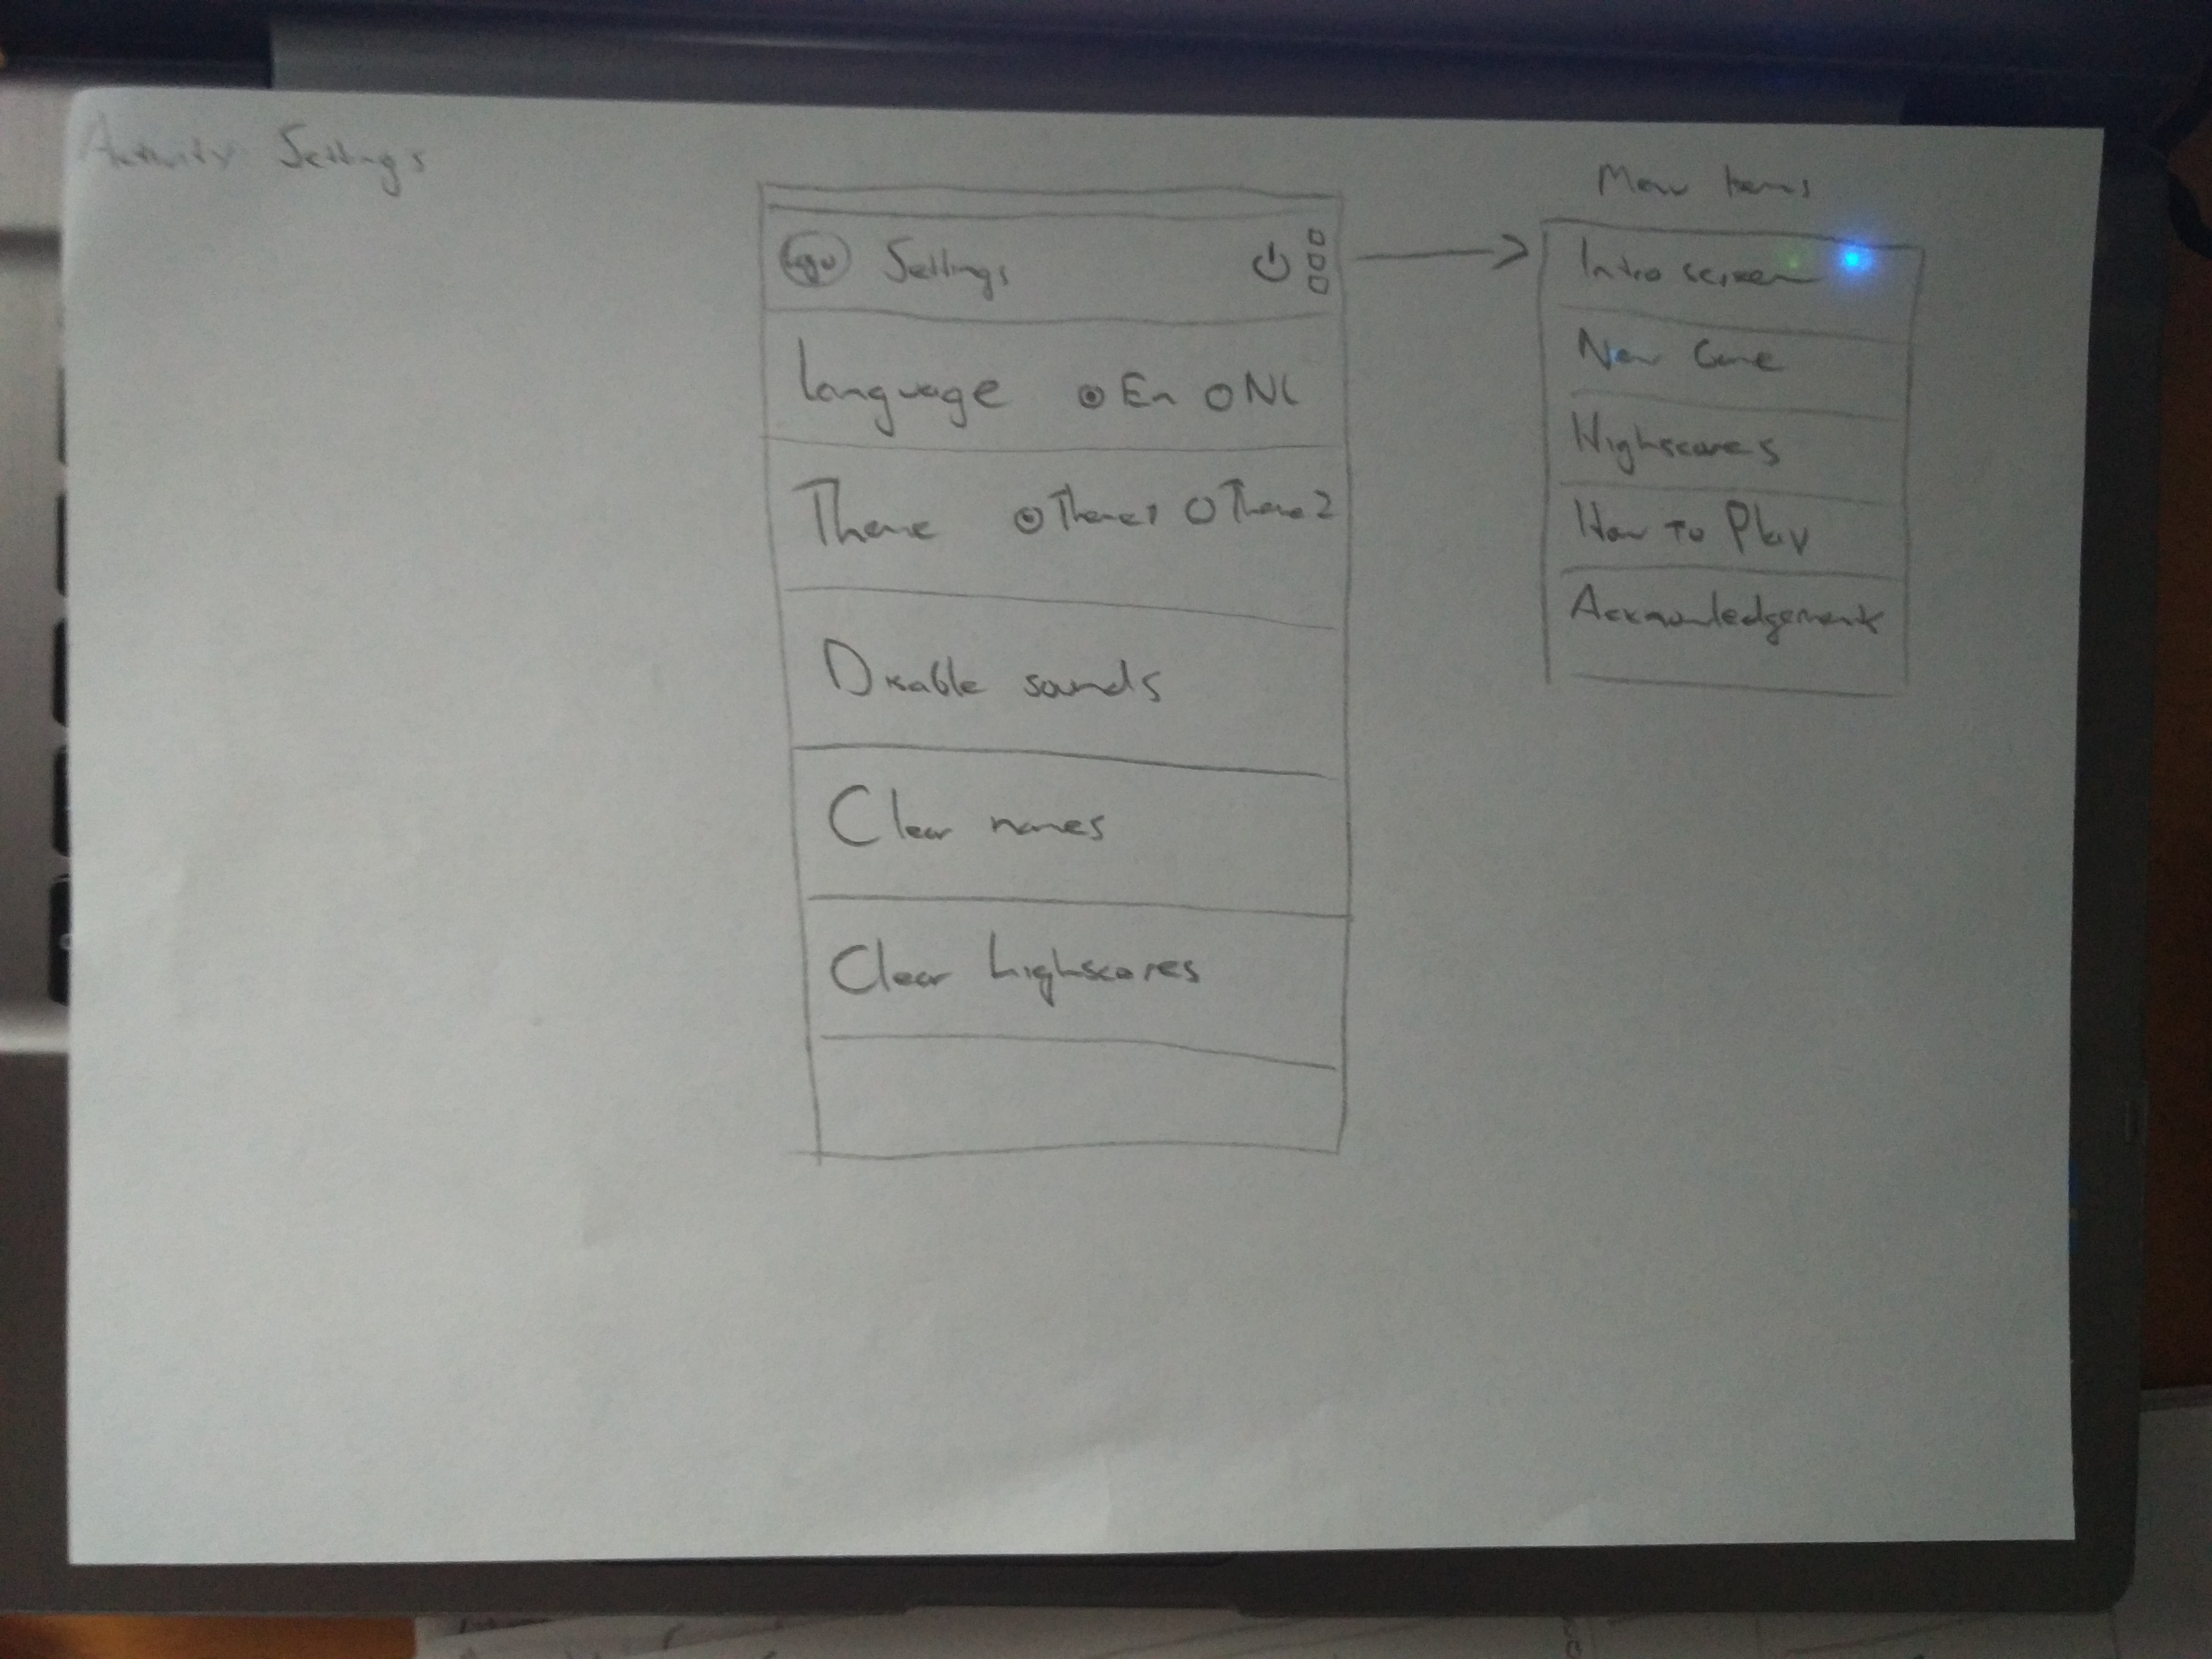 Activity Settings
Menu items
Logo Settings
Language En NL
Theme Theme1 Theme2
Disable sounds
Clear names
Clear highscores
Intro screen
New Game
Highscores
How To Play
Acknowledgement